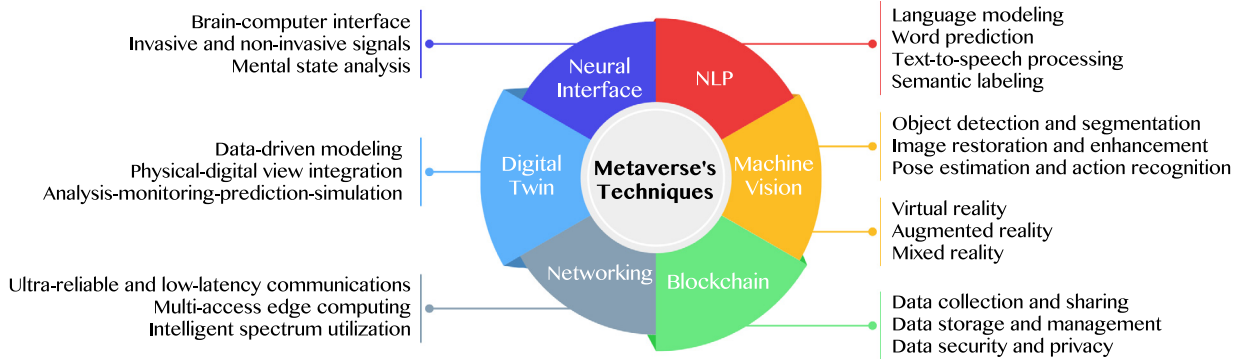 Brain-computer interface
Invasive and non-invasive signals
Mental state analysis
Language modeling
Word prediction
Text-to-speech processing
Semantic labeling
Neural
Interface
NLP
Data-driven modeling
Physical-digital view integration
Analysis-monitoring-prediction-simulation
Digital
Twin
Metaverse's
Techniques
Machine
Vision
Object detection and segmentation
Image restoration and enhancement
Pose estimation and action recognition
Virtual reality
Augmented reality
Mixed reality
Networking
Blockchain
Ultra-reliable and low-latency communications
Multi-access edge computing
Intelligent spectrum utilization
Data collection and sharing
Data storage and management
Data security and privacy